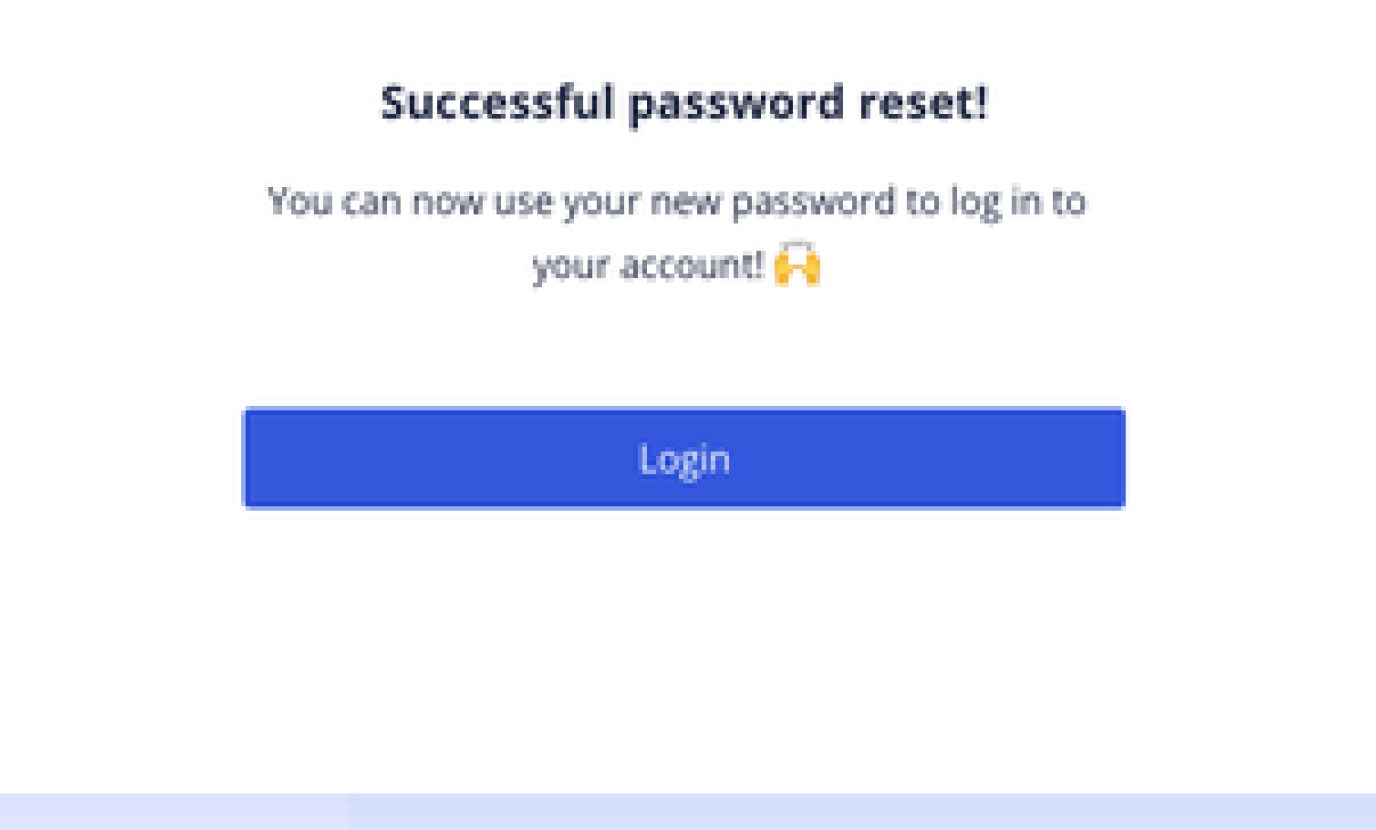 Successful password reset!
You can now use your new password to log in to
your account! 🙌
Login